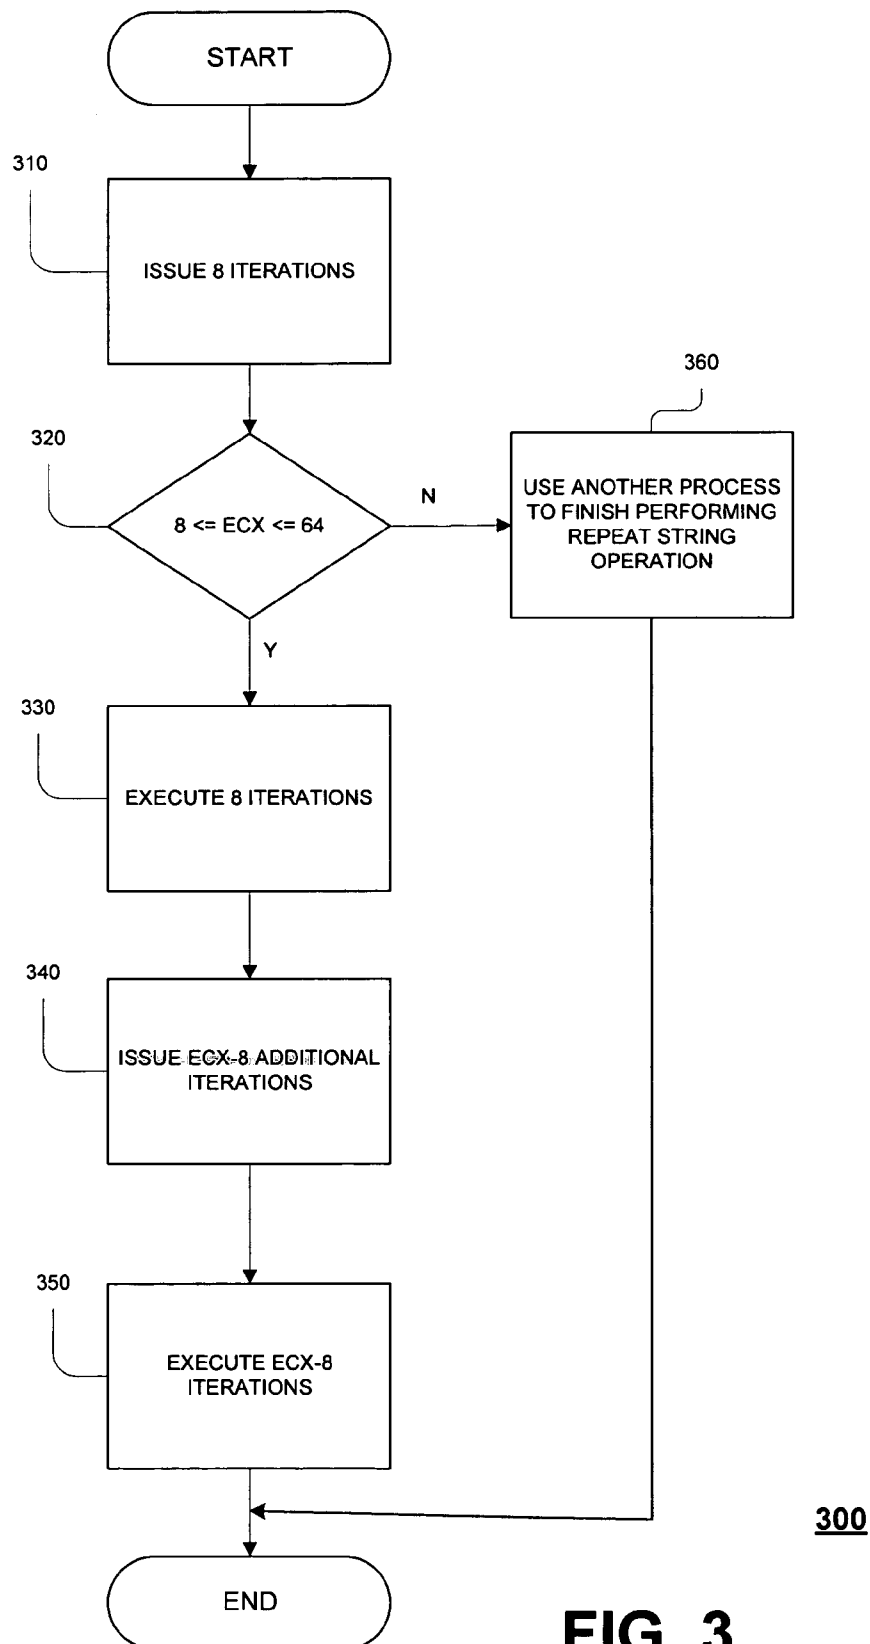 START
310
ISSUE 8 ITERATIONS
360
320
8 <= ECX <= 64
N
USE ANOTHER PROCESS
TO FINISH PERFORMING
REPEAT STRING
OPERATION
Y
330
EXECUTE 8 ITERATIONS
340
ISSUE ECX-8 ADDITIONAL
ITERATIONS
350
EXECUTE ECX-8
ITERATIONS
300
END
FIG. 3